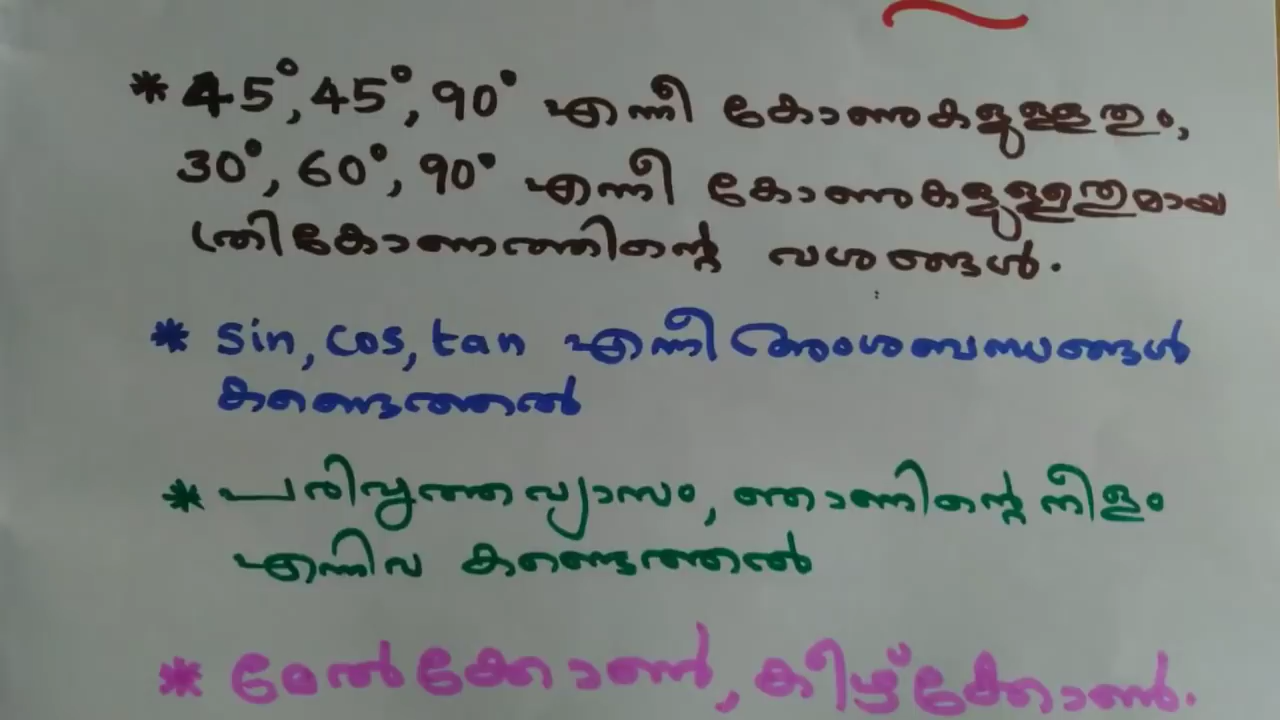 * 45°, 45°, 90° എന്നീ കോണുകളുള്ളതും,
30°, 60°, 90° എന്നീ കോണുകളുള്ളതുമായ
ത്രികോണത്തിന്റെ വശങ്ങൾ.
* sin, cos, tan എന്നീ അംശബന്ധങ്ങൾ
കണ്ടെത്തൽ
* പരിവൃത്തവ്യാസം, ഞാണിന്റെ നീളം
എന്നിവ കണ്ടെത്തൽ
* മേൽക്കോൺ, കീഴ്ക്കോൺ.